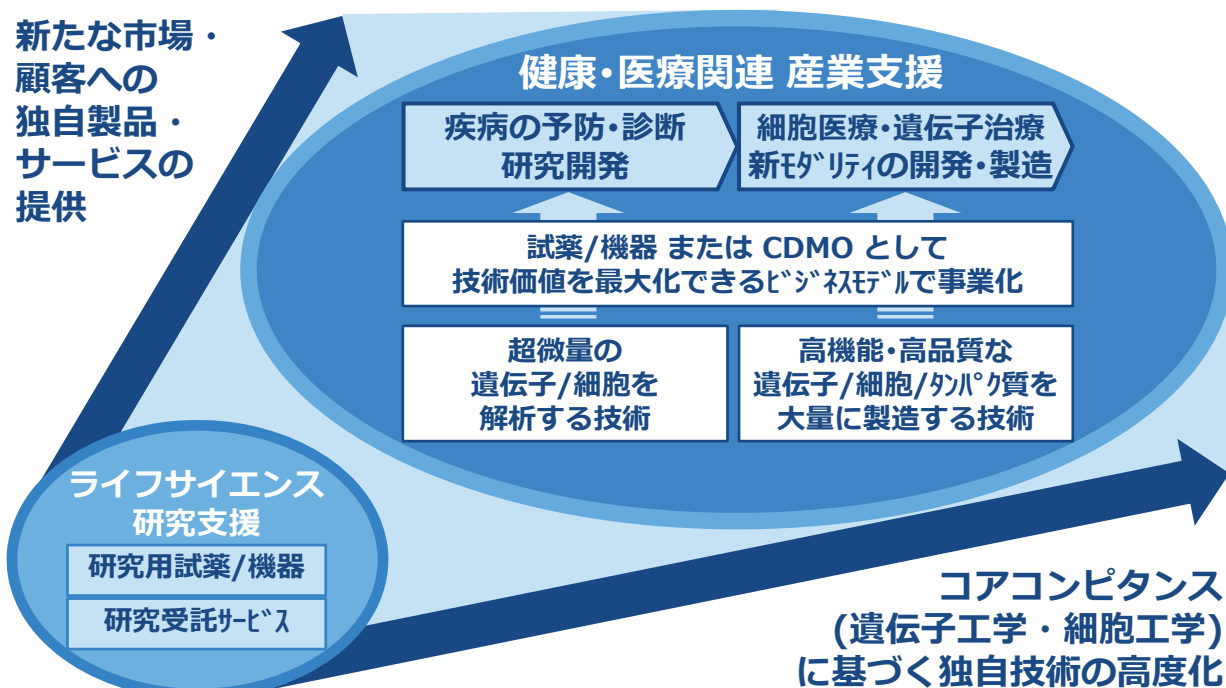 新たな市場・
顧客への
独自製品・
サービスの
提供
健康・医療関連 産業支援
疾病の予防・診断
研究開発
細胞医療・遺伝子治療
新ﾓﾀﾞﾘﾃｨの開発・製造
試薬/機器 または CDMO として
技術価値を最大化できるﾋﾞｼﾞﾈｽﾓﾃﾞﾙで事業化
超微量の
遺伝子/細胞を
解析する技術
高機能・高品質な
遺伝子/細胞/ﾀﾝﾊﾟｸ質を
大量に製造する技術
ライフサイエンス
研究支援
研究用試薬/機器
研究受託ｻｰﾋﾞｽ
コアコンピタンス
(遺伝子工学・細胞工学)
に基づく独自技術の高度化